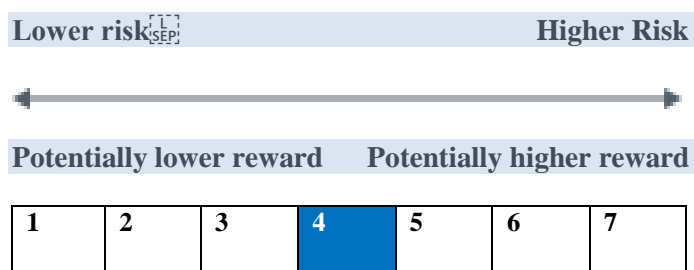 Lower risk Higher Risk
Potentially lower reward Potentially higher reward
1 2 3 4 5 6 7